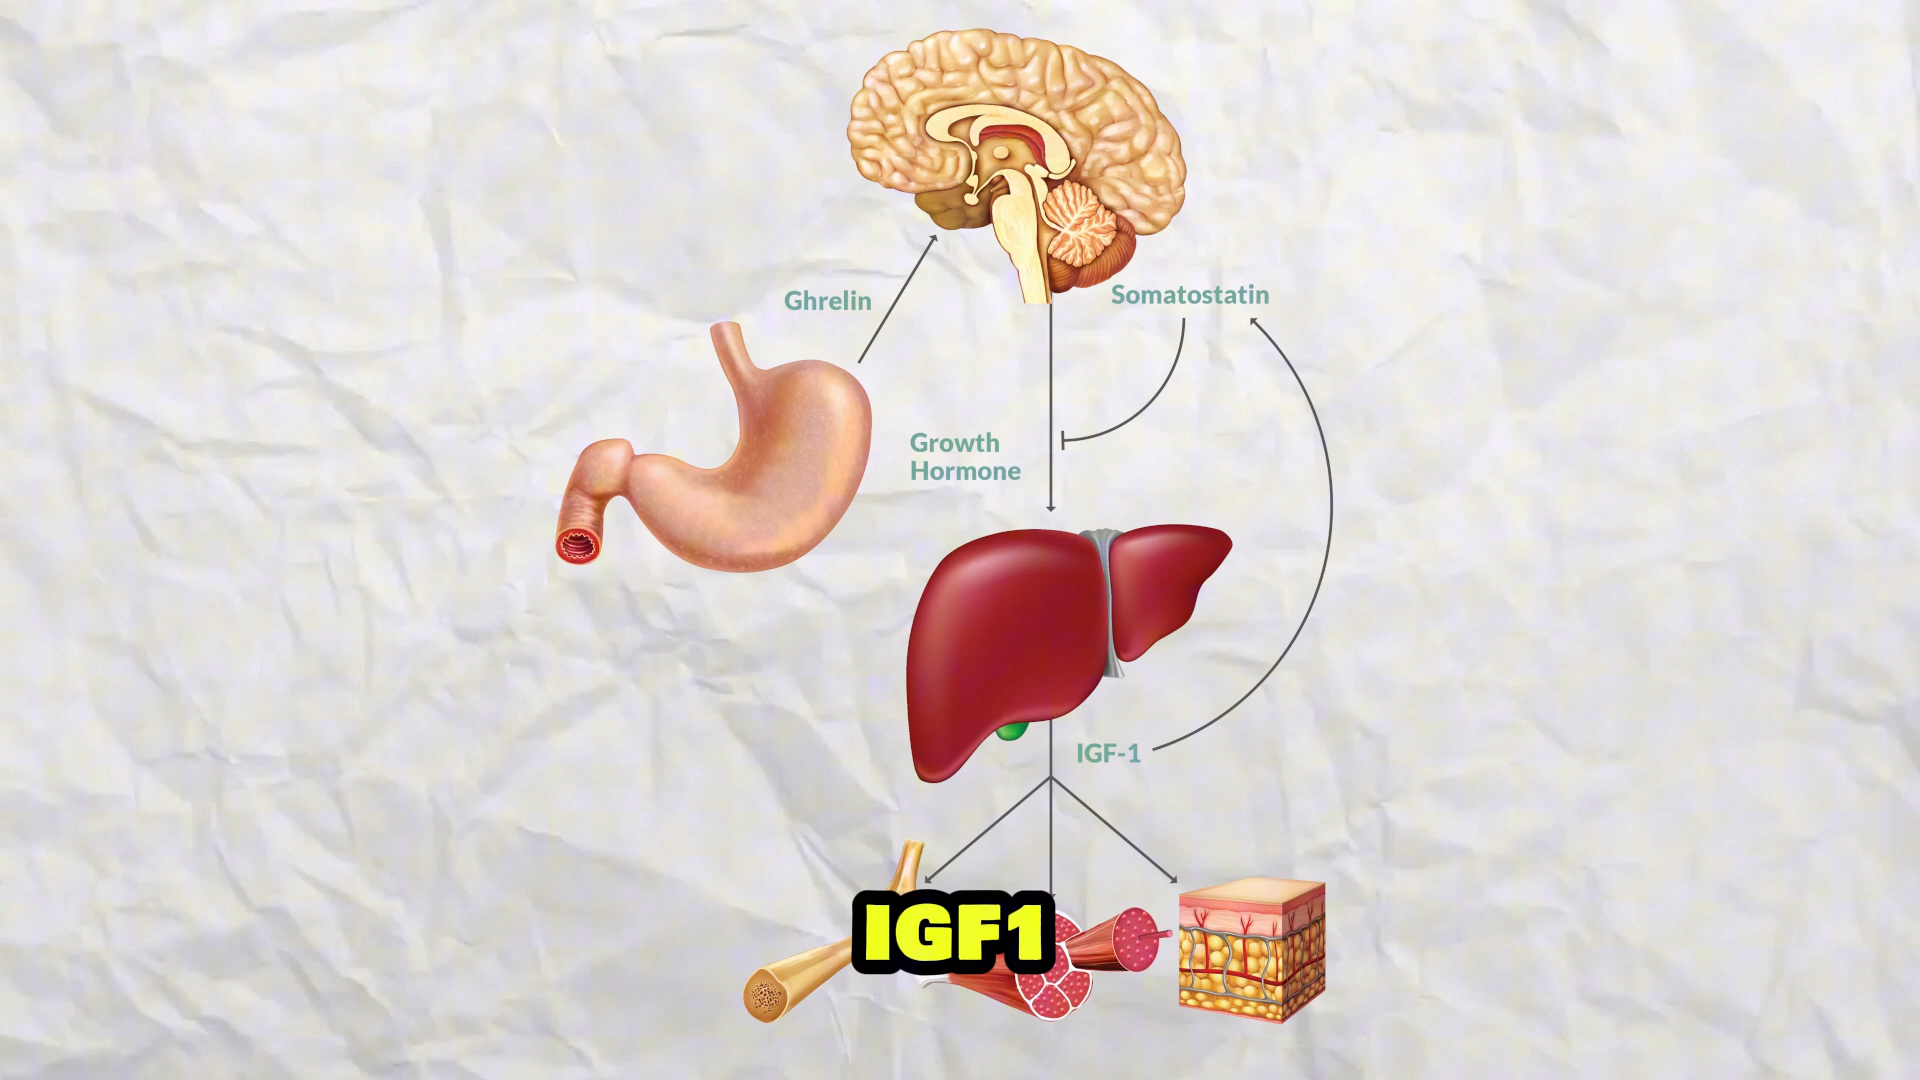 Ghrelin
Somatostatin
Growth
Hormone
IGF-1
IGF1